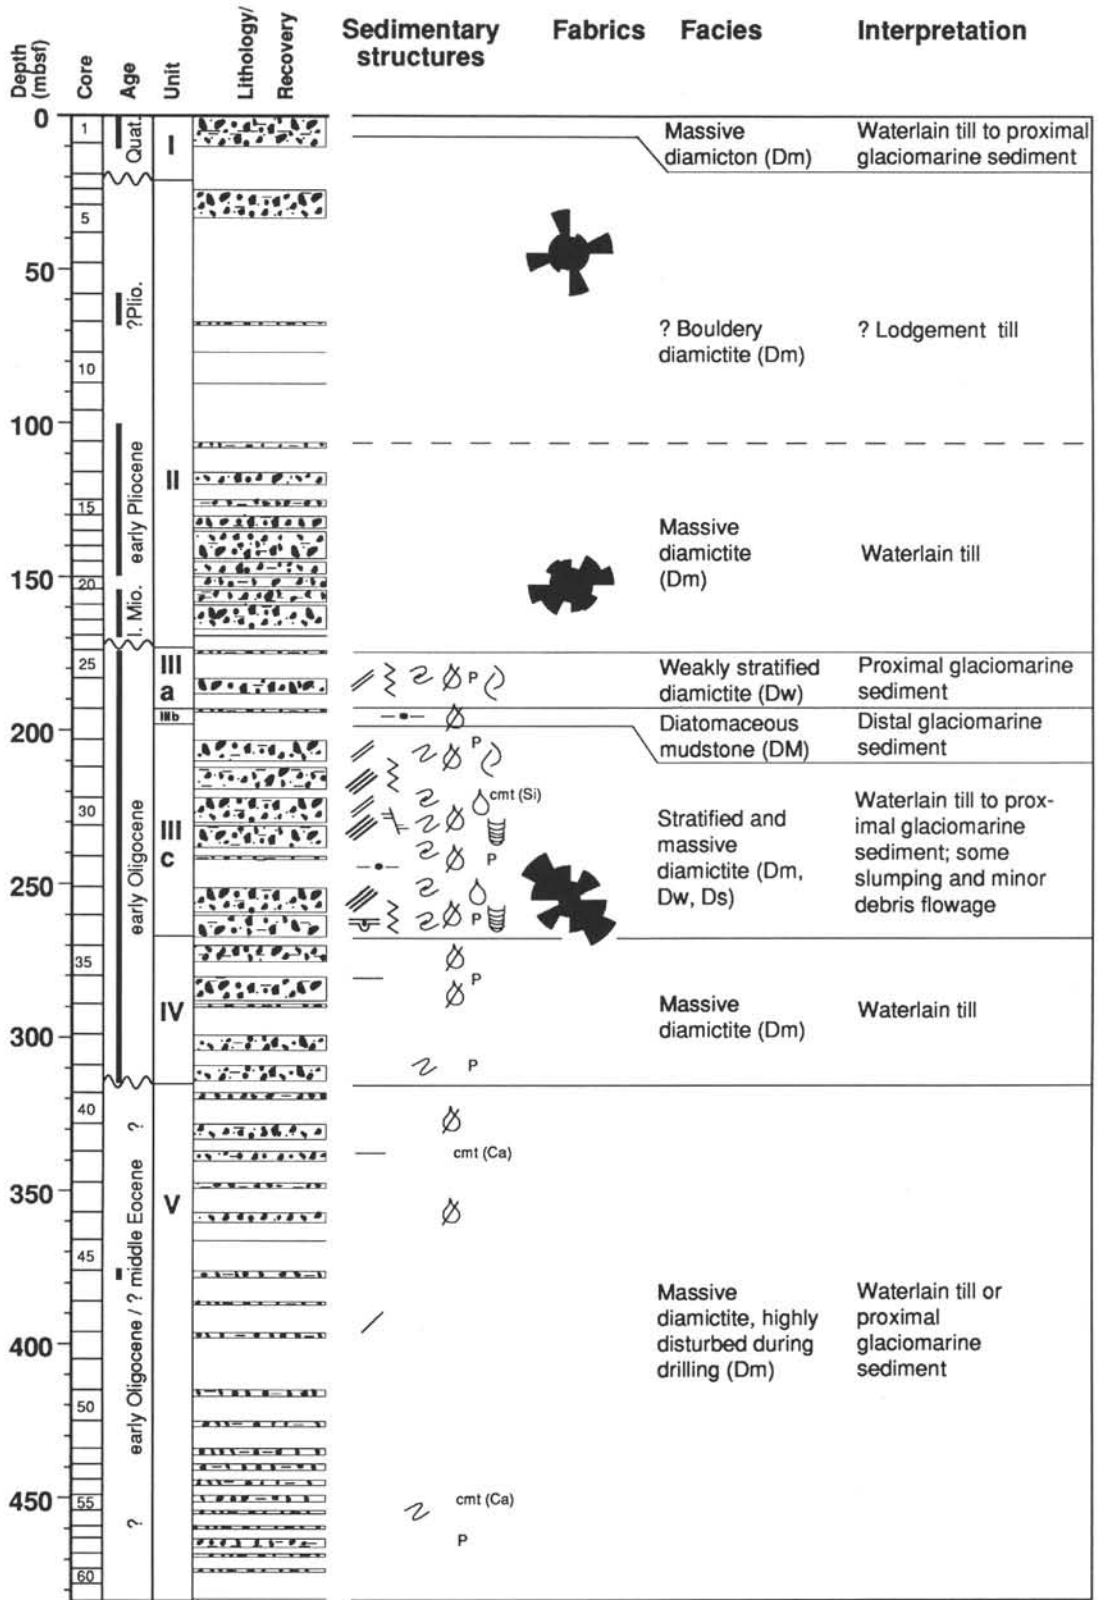 Depth
(mbsf)
Core
Age
Unit
Lithology/
Recovery
Sedimentary
structures
Fabrics
Facies
Interpretation
0
50
100
150
200
250
300
350
400
450
1
5
10
15
20
25
30
35
40
45
50
55
60
Quat.
?Plio.
early Pliocene
l. Mio.
early Oligocene
?
early Oligocene / ? middle Eocene
?
I
II
III
a
IIIb
III
c
IV
V
P
P
cmt (Si)
P
P
P
P
cmt (Ca)
cmt (Ca)
P
Massive
diamicton (Dm)
Waterlain till to proximal
glaciomarine sediment
? Bouldery
diamictite (Dm)
? Lodgement till
Massive
diamictite
(Dm)
Waterlain till
Weakly stratified
diamictite (Dw)
Proximal glaciomarine
sediment
Diatomaceous
mudstone (DM)
Distal glaciomarine
sediment
Stratified and
massive
diamictite (Dm,
Dw, Ds)
Waterlain till to prox-
imal glaciomarine
sediment; some
slumping and minor
debris flowage
Massive
diamictite (Dm)
Waterlain till
Massive
diamictite, highly
disturbed during
drilling (Dm)
Waterlain till or
proximal
glaciomarine
sediment